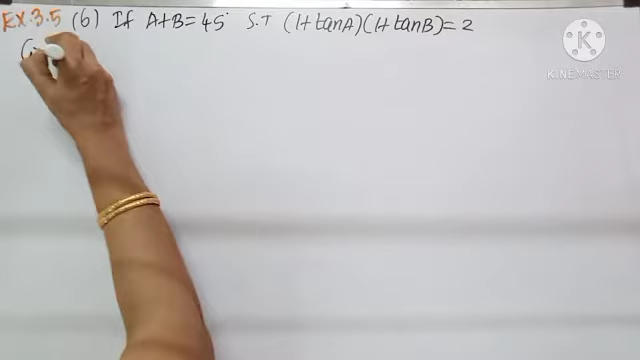 EX.3.5 (6) If A+B=45° S.T (1+tanA)(1+tanB)=2
KINEMASTER